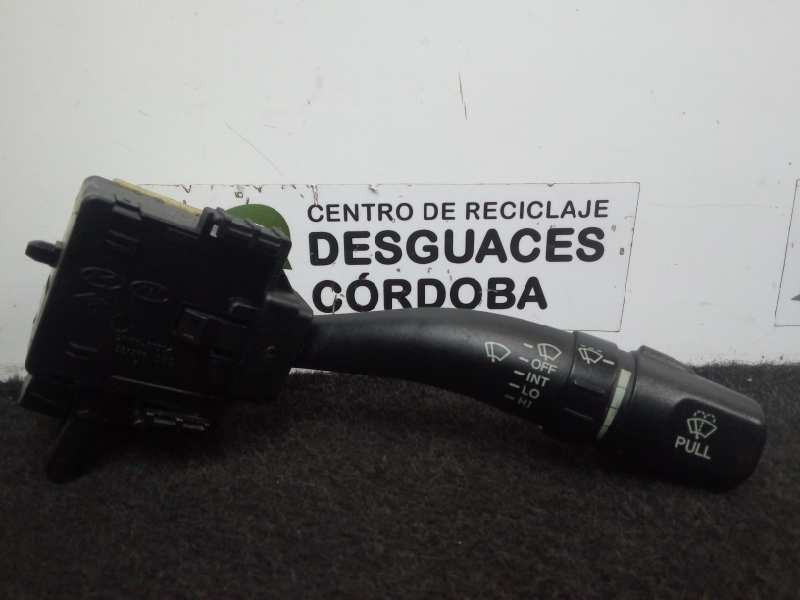 CENTRO DE RECICLAJE
DESGUACES
CÓRDOBA
OFF
INT
LO
HI
PULL